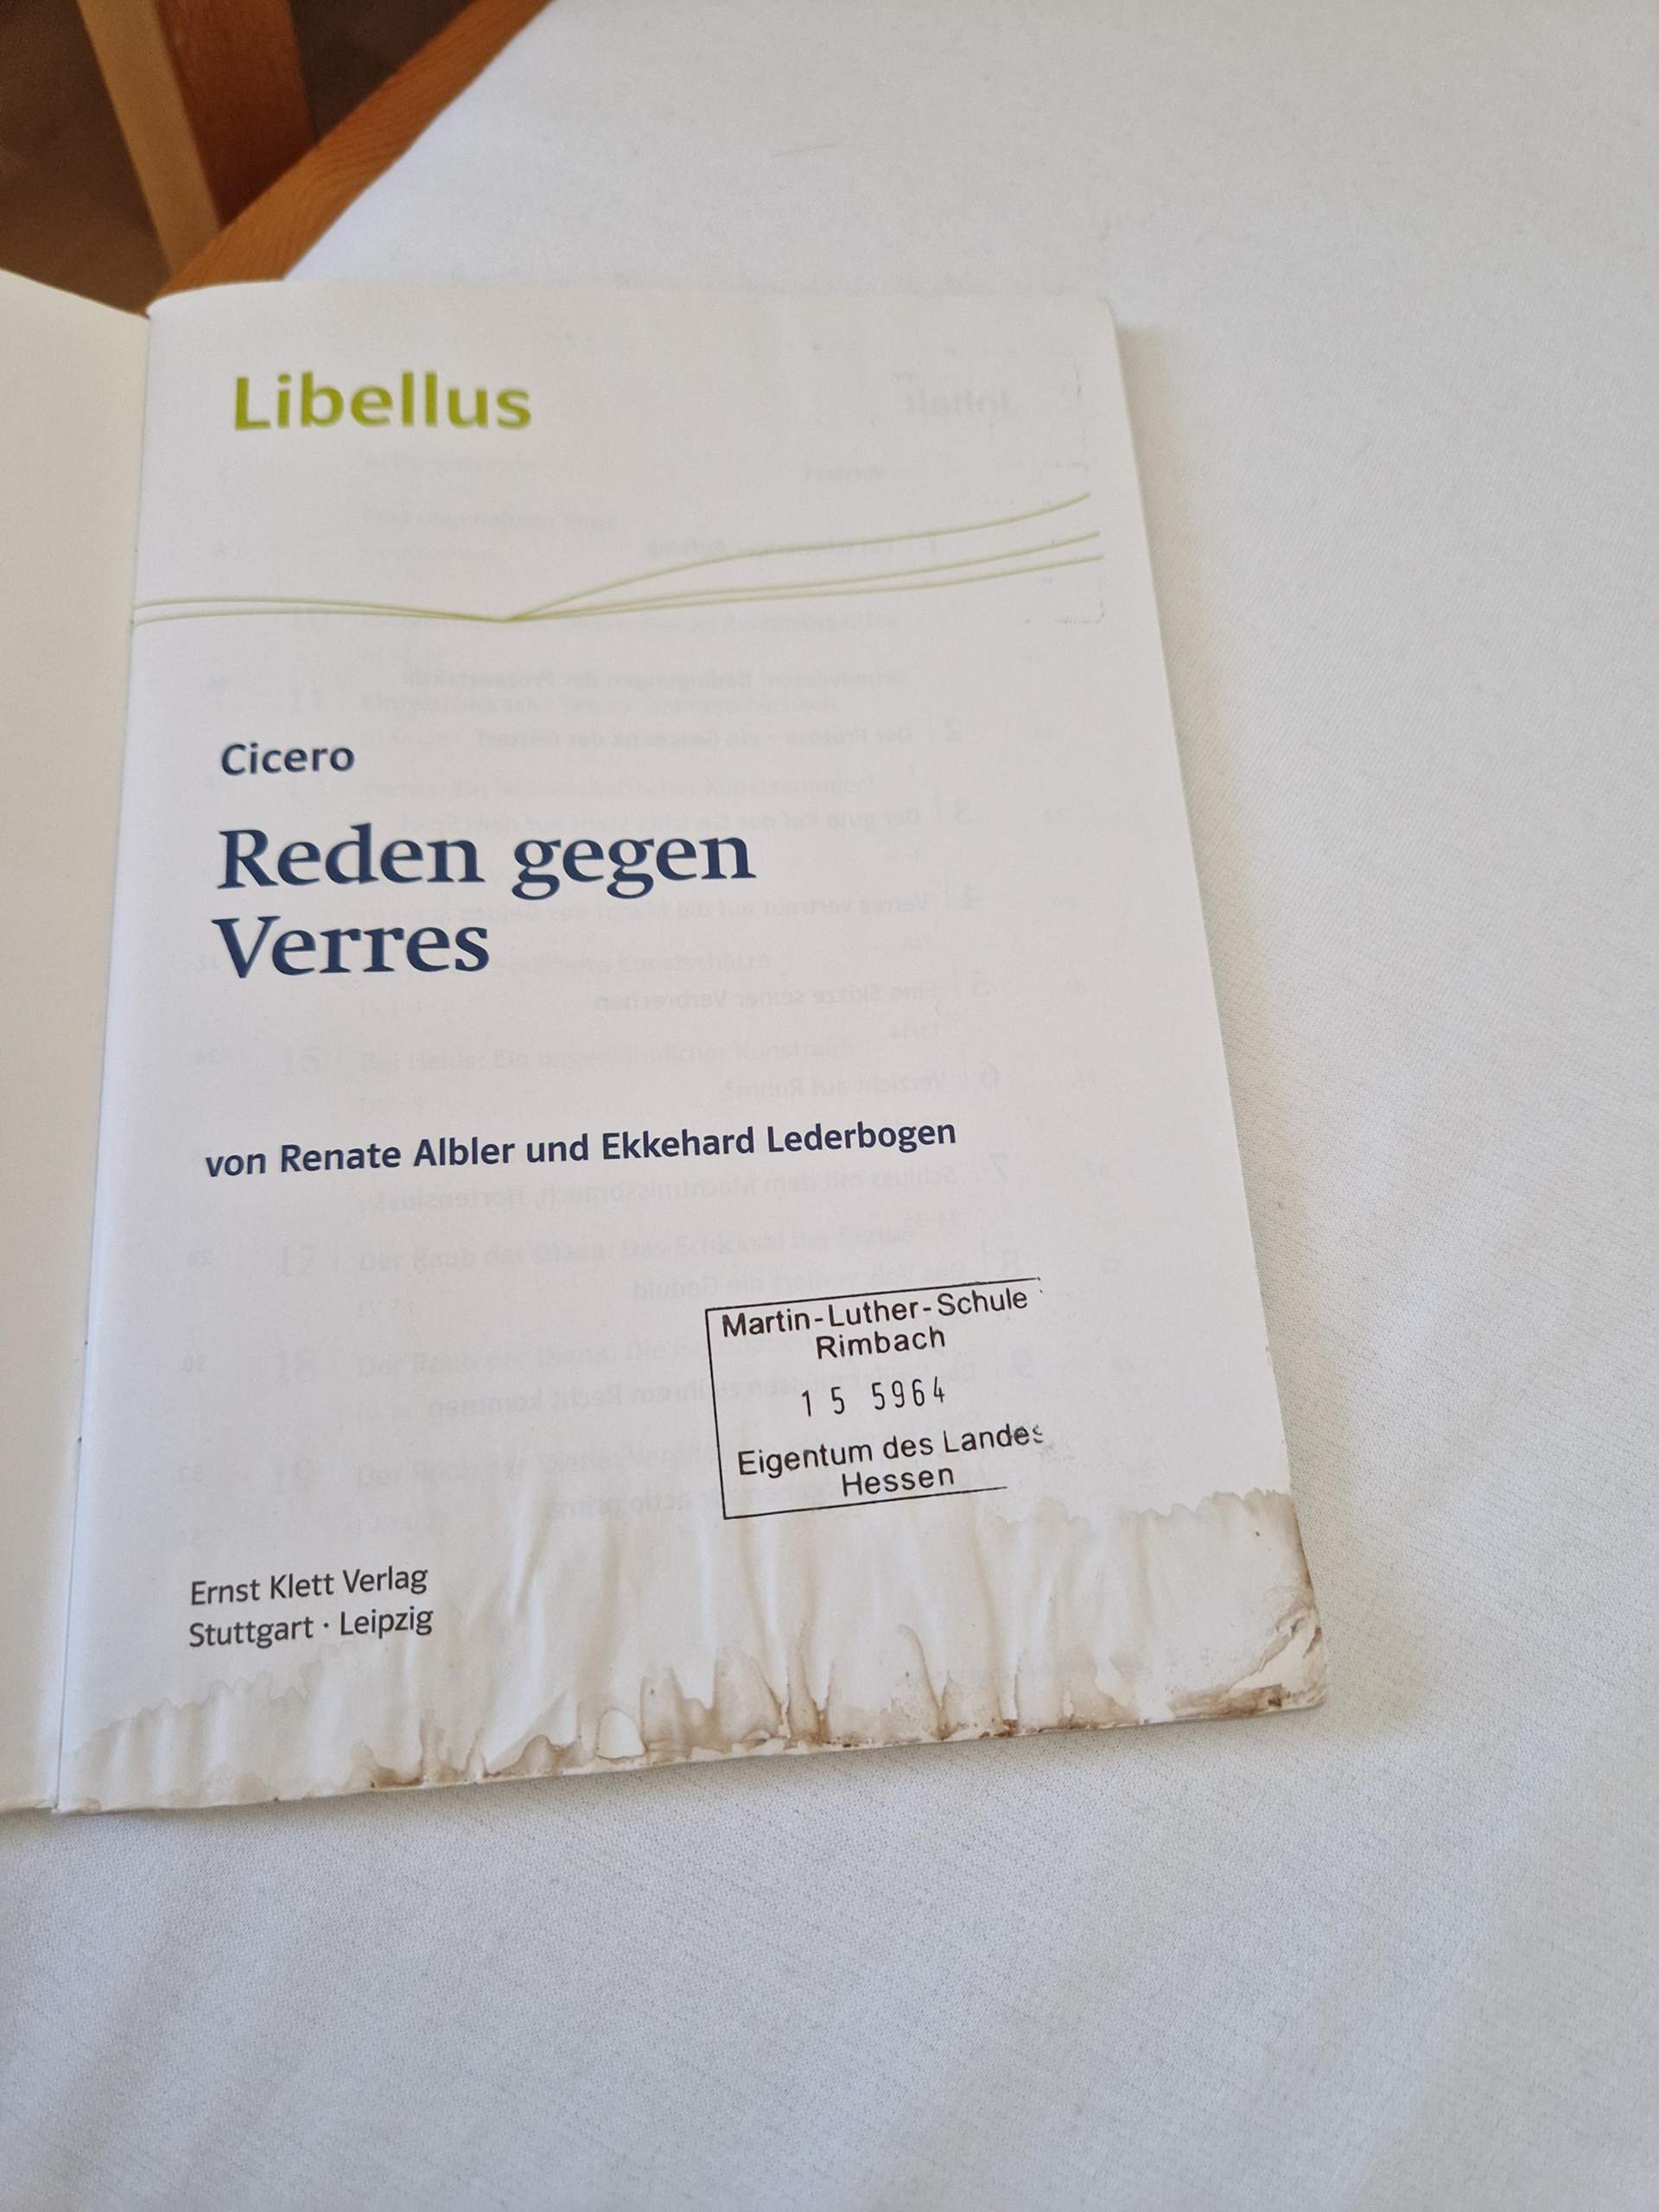 Libellus
Cicero
Reden gegen
Verres
von Renate Albler und Ekkehard Lederbogen
Martin-Luther-Schule
Rimbach
1 5 5964
Eigentum des Landes
Hessen
Ernst Klett Verlag
Stuttgart · Leipzig